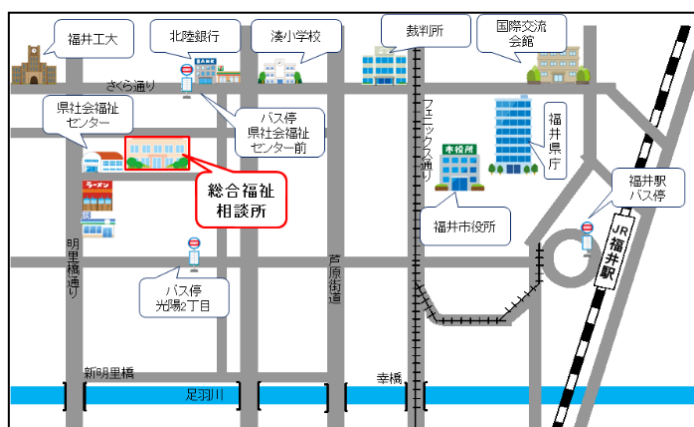 福井工大
北陸銀行
湊小学校
裁判所
国際交流
会館
BANK
さくら通り
県社会福祉
センター
バス停
県社会福祉
センター前
フェニックス通り
市役所
福井県庁
ラーメン
総合福祉
相談所
福井市役所
福井駅
バス停
JR福井駅
明里橋通り
バス停
光陽2丁目
芦原街道
新明里橋
幸橋
足羽川